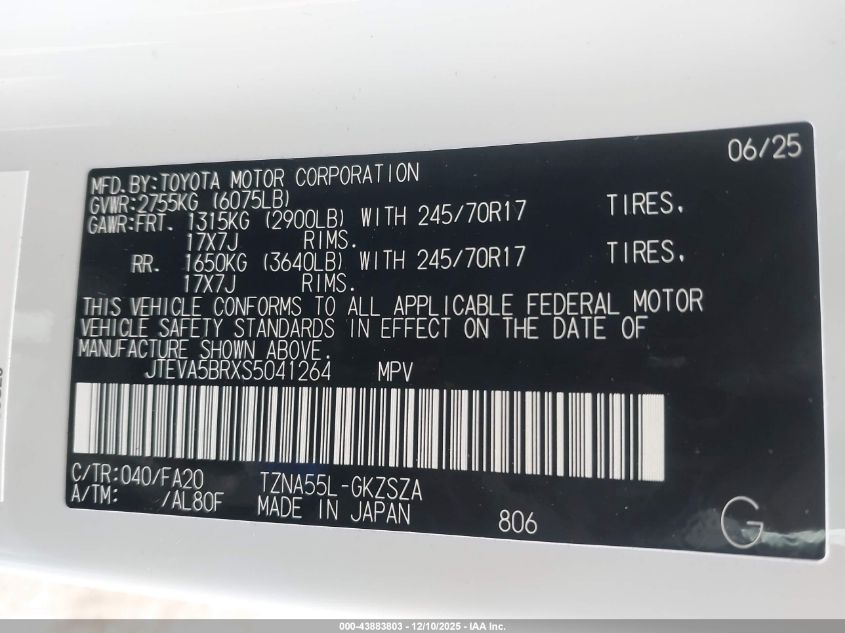 06/25
MFD.BY:TOYOTA MOTOR CORPORATION
GVWR:2755KG (6075LB)
GAWR:FRT. 1315KG (2900LB) WITH 245/70R17 TIRES.
17X7J RIMS.
RR. 1650KG (3640LB) WITH 245/70R17 TIRES.
17X7J RIMS.
THIS VEHICLE CONFORMS TO ALL APPLICABLE FEDERAL MOTOR
VEHICLE SAFETY STANDARDS IN EFFECT ON THE DATE OF
MANUFACTURE SHOWN ABOVE.
JTEVA5BRXS5041264 MPV
C/TR:040/FA20 TZNA55L-GKZSZA
A/TM: /AL80F MADE IN JAPAN 806
G
000-43883803 - 12/10/2025 - IAA Inc.